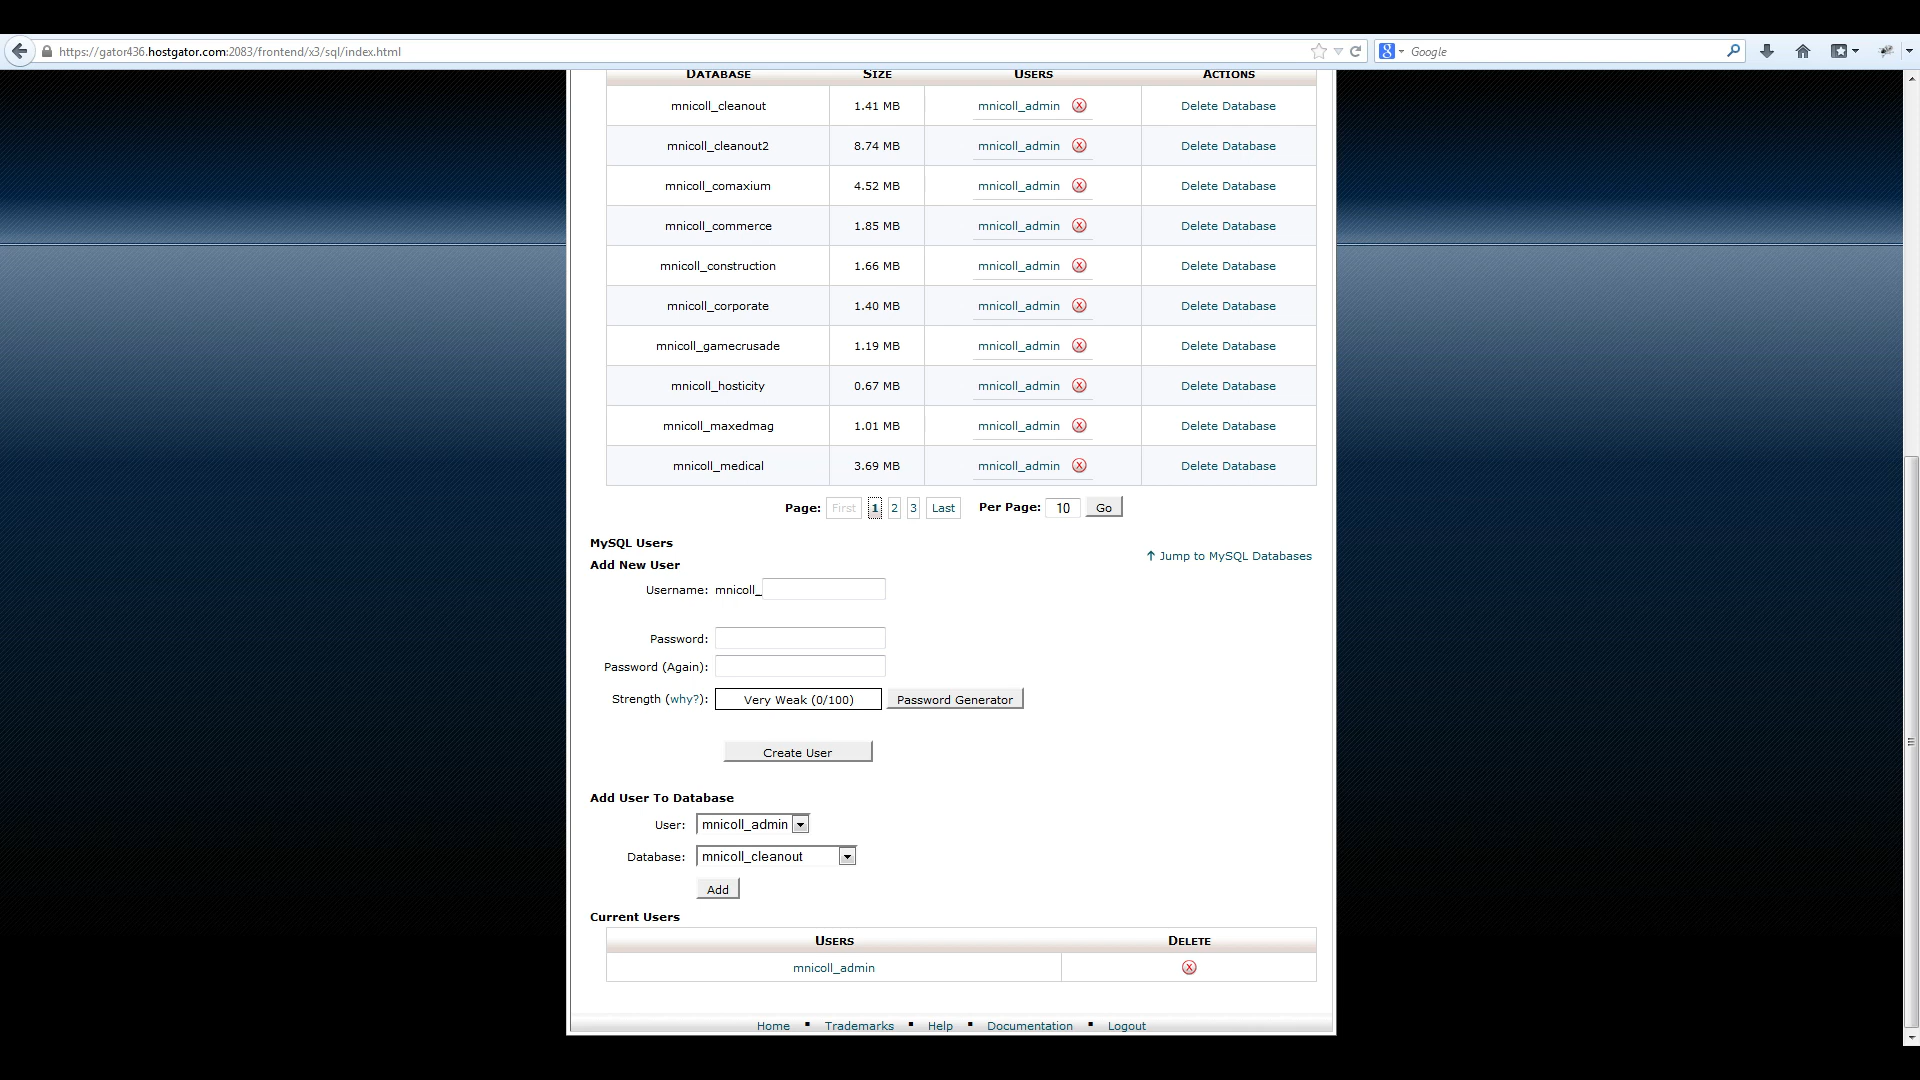 https://gator436.hostgator.com:2083/frontend/x3/sql/index.html
Google
DATABASE SIZE USERS ACTIONS
mnicoll_cleanout 1.41 MB mnicoll_admin Delete Database
mnicoll_cleanout2 8.74 MB mnicoll_admin Delete Database
mnicoll_comaxium 4.52 MB mnicoll_admin Delete Database
mnicoll_commerce 1.85 MB mnicoll_admin Delete Database
mnicoll_construction 1.66 MB mnicoll_admin Delete Database
mnicoll_corporate 1.40 MB mnicoll_admin Delete Database
mnicoll_gamecrusade 1.19 MB mnicoll_admin Delete Database
mnicoll_hosticity 0.67 MB mnicoll_admin Delete Database
mnicoll_maxedmag 1.01 MB mnicoll_admin Delete Database
mnicoll_medical 3.69 MB mnicoll_admin Delete Database
Page: First 1 2 3 Last Per Page: 10 Go
MySQL Users
↑ Jump to MySQL Databases
Add New User
Username: mnicoll_
Password:
Password (Again):
Strength (why?): Very Weak (0/100) Password Generator
Create User
Add User To Database
User: mnicoll_admin
Database: mnicoll_cleanout
Add
Current Users
USERS DELETE
mnicoll_admin
Home ▪ Trademarks ▪ Help ▪ Documentation ▪ Logout